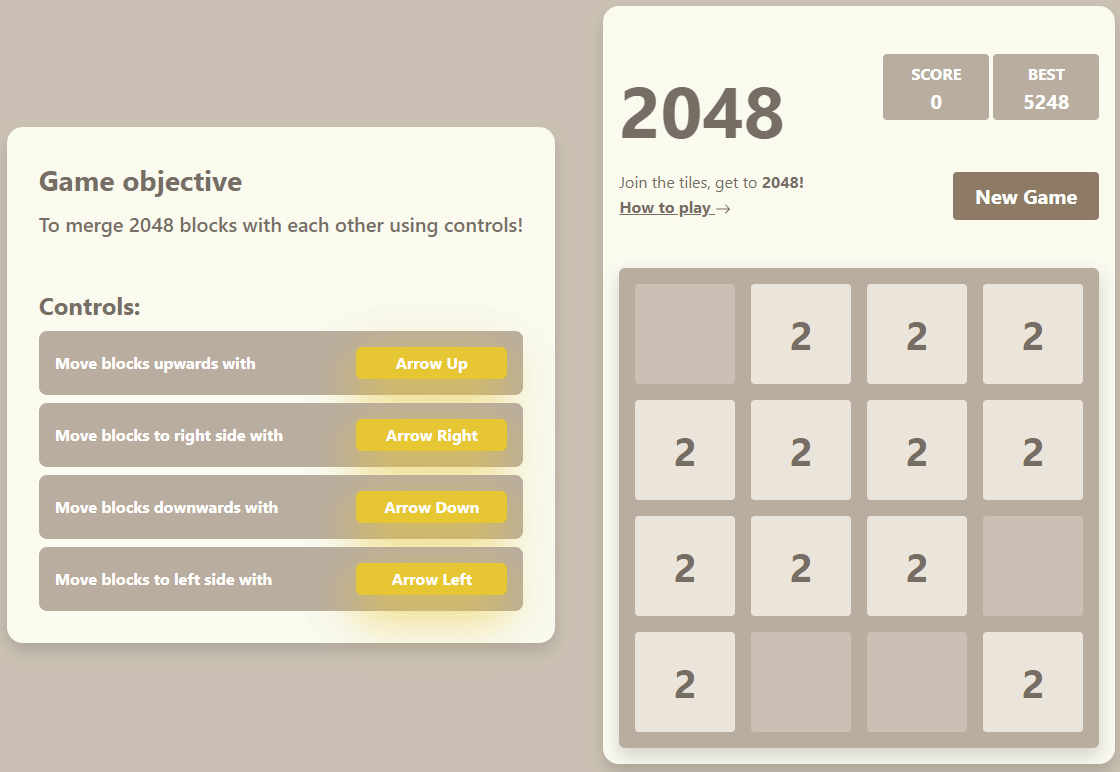 Game objective
To merge 2048 blocks with each other using controls!
Controls:
Move blocks upwards with Arrow Up
Move blocks to right side with Arrow Right
Move blocks downwards with Arrow Down
Move blocks to left side with Arrow Left
2048
SCORE
0
BEST
5248
Join the tiles, get to 2048!
How to play →
New Game
2 2 2
2 2 2 2
2 2 2
2 2